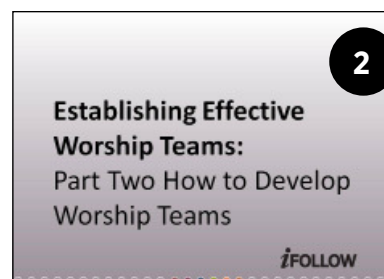 2
Establishing Effective
Worship Teams:
Part Two How to Develop
Worship Teams
iFOLLOW